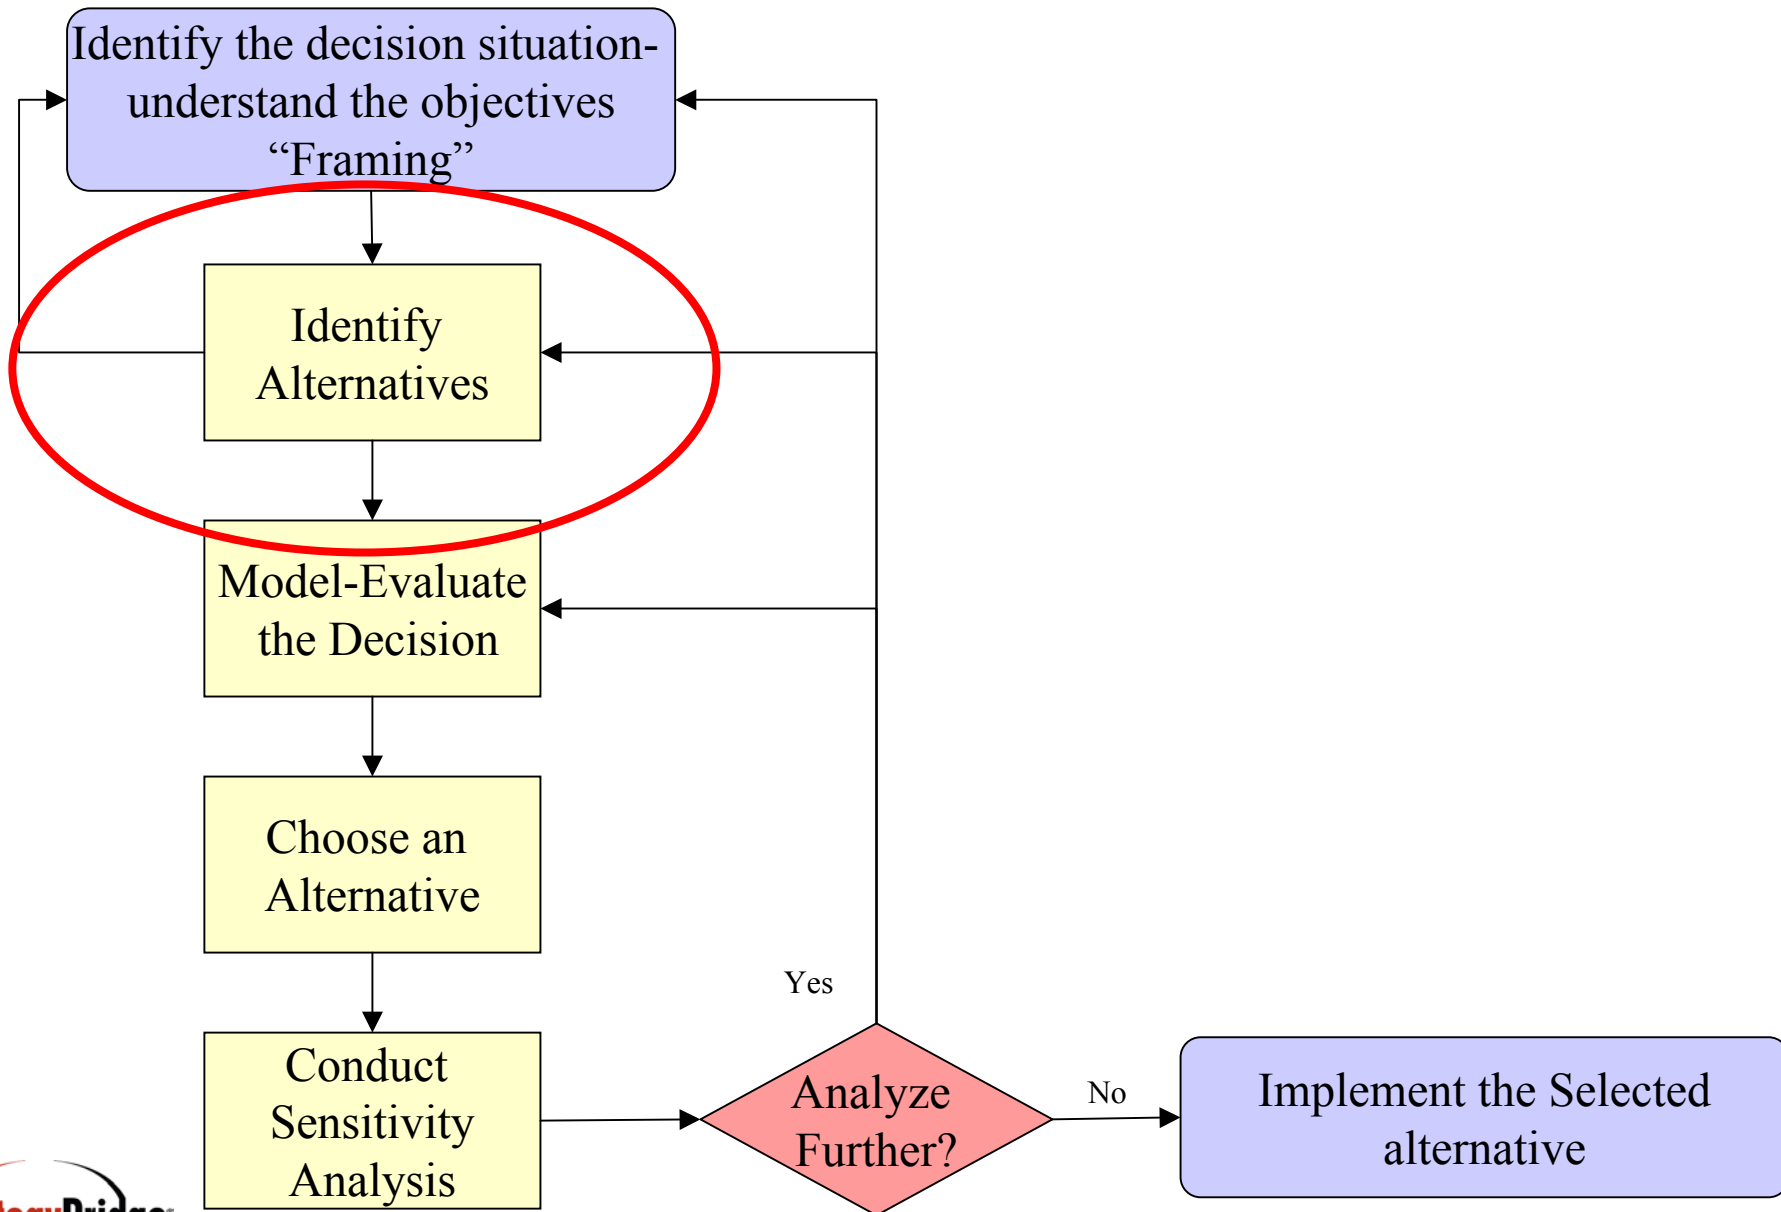 Identify the decision situation-
understand the objectives
“Framing”
Identify
Alternatives
Model-Evaluate
the Decision
Choose an
Alternative
Yes
Conduct
Sensitivity
Analysis
Analyze
Further?
No
Implement the Selected
alternative